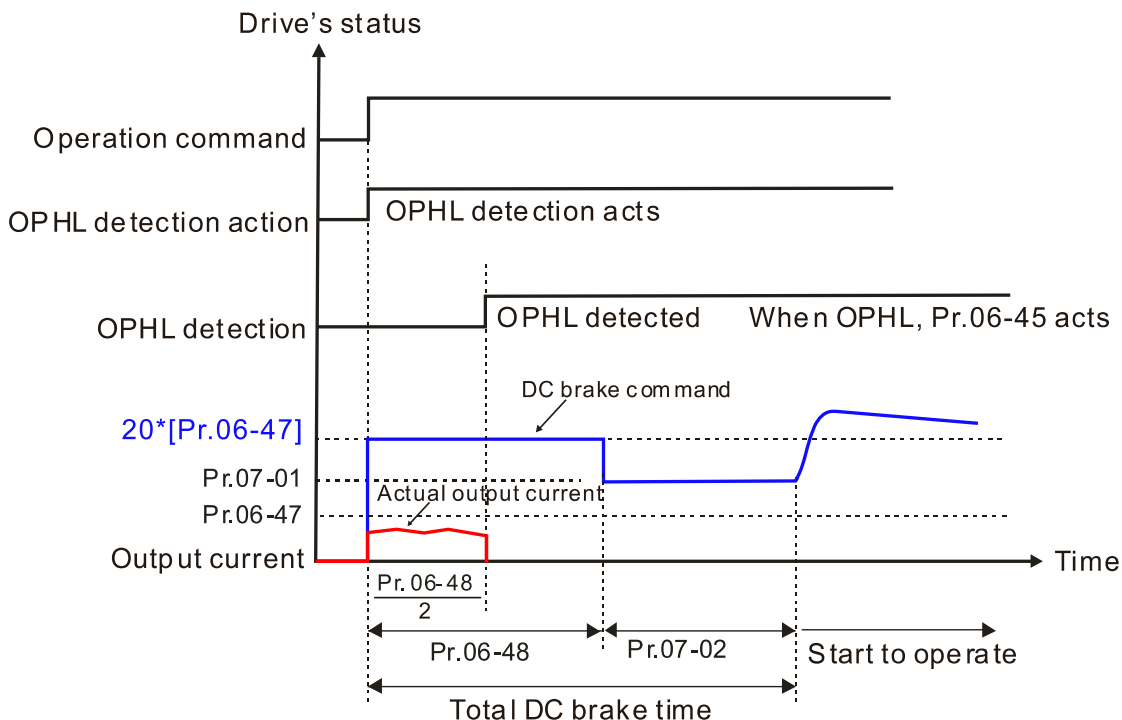 Drive's status
Operation command
OPHL detection action
OPHL detection acts
OPHL detection
OPHL detected
When OPHL, Pr.06-45 acts
DC brake command
20*[Pr.06-47]
Pr.07-01
Actual output current
Pr.06-47
Output current
Time
Pr. 06-48
2
Pr.06-48
Pr.07-02
Start to operate
Total DC brake time